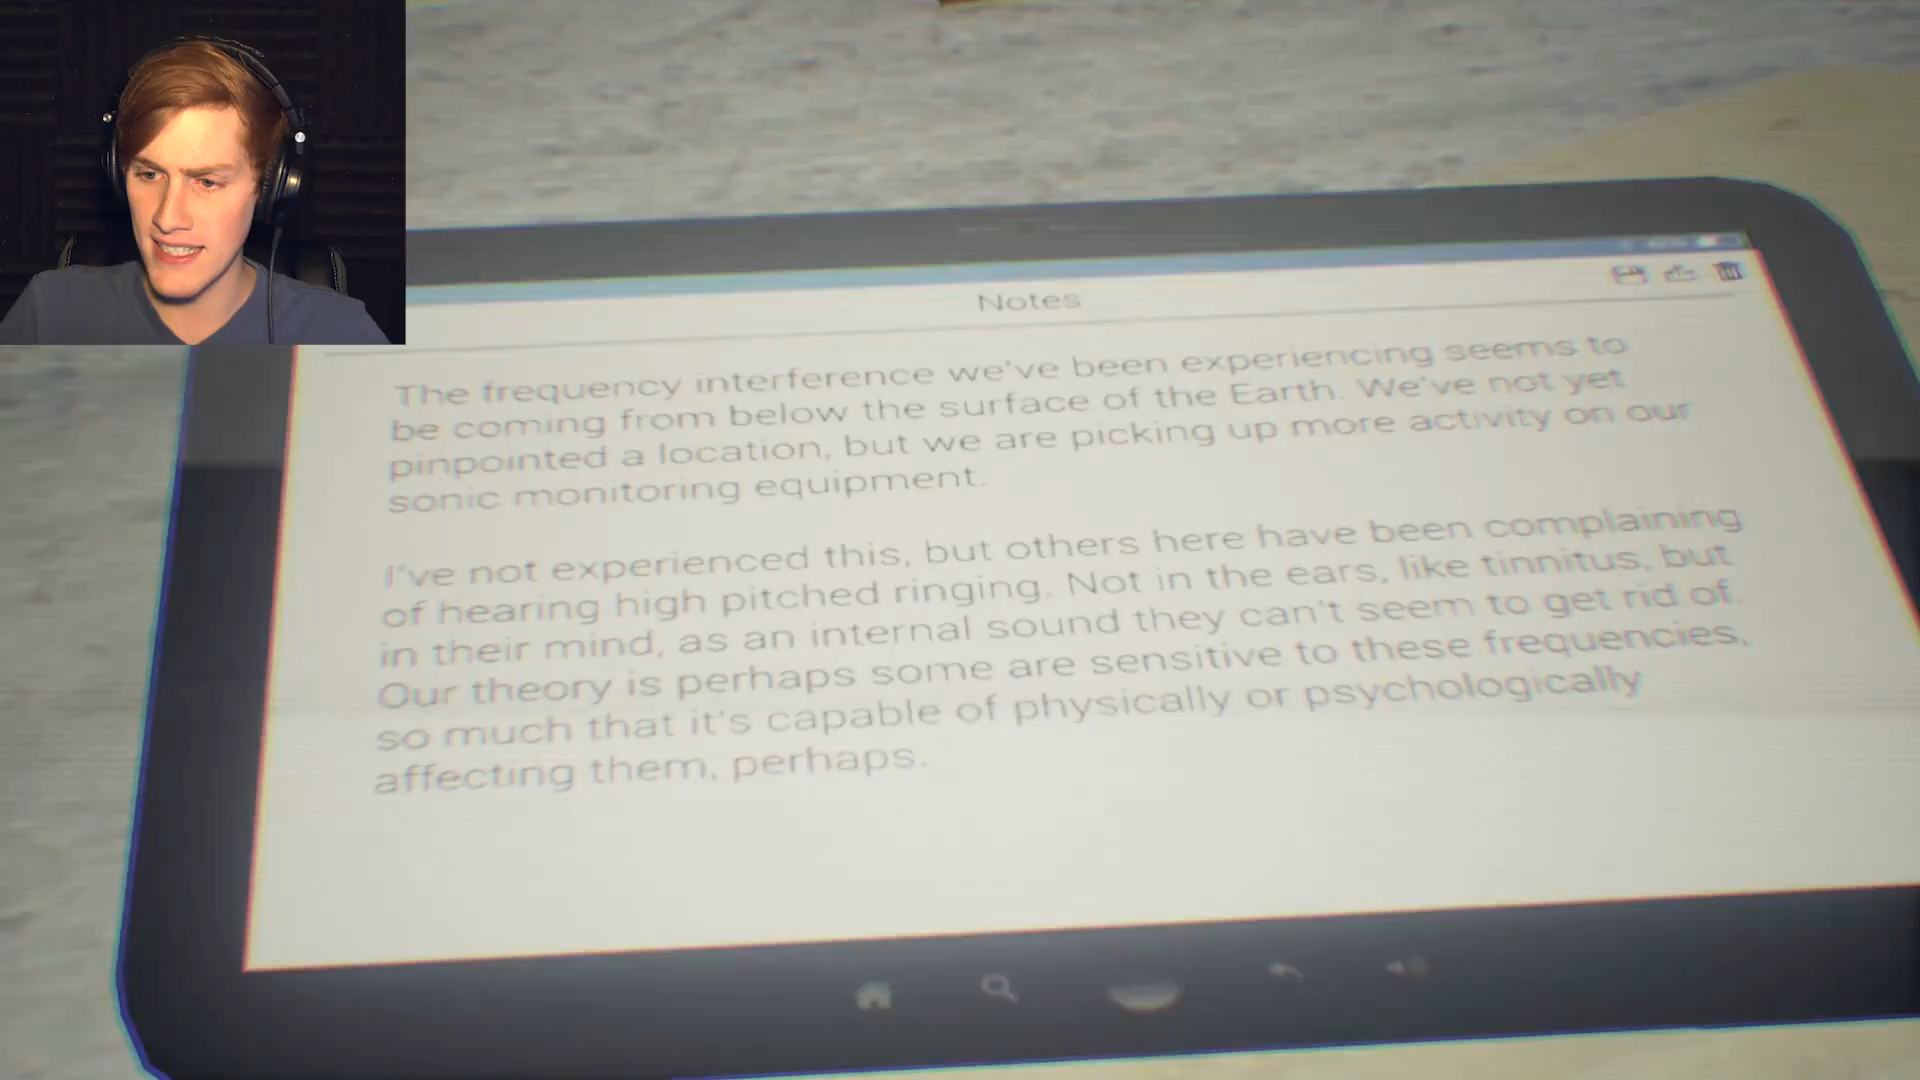 Notes
The frequency interference we've been experiencing seems to
be coming from below the surface of the Earth. We've not yet
pinpointed a location, but we are picking up more activity on our
sonic monitoring equipment.
I've not experienced this, but others here have been complaining
of hearing high pitched ringing. Not in the ears, like tinnitus, but
in their mind, as an internal sound they can't seem to get rid of.
Our theory is perhaps some are sensitive to these frequencies,
so much that it's capable of physically or psychologically
affecting them, perhaps.